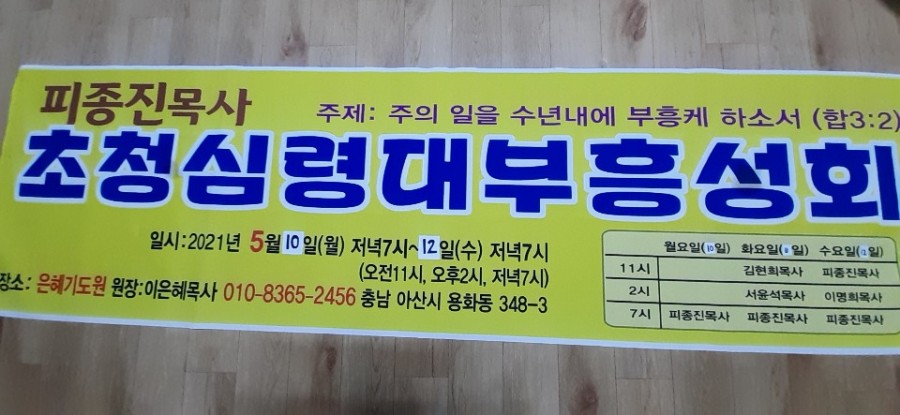 피종진목사
주제: 주의 일을 수년내에 부흥케 하소서 (합3:2)
초청심령대부흥성회
일시: 2021년 5월 10일(월) 저녁7시~12일(수) 저녁7시
(오전11시, 오후2시, 저녁7시)
장소: 은혜기도원 원장:이은혜목사 010-8365-2456 충남 아산시 용화동 348-3
월요일(10일) 화요일(11일) 수요일(12일)
11시 김현희목사 피종진목사
2시 서윤석목사 이명희목사
7시 피종진목사 피종진목사 피종진목사